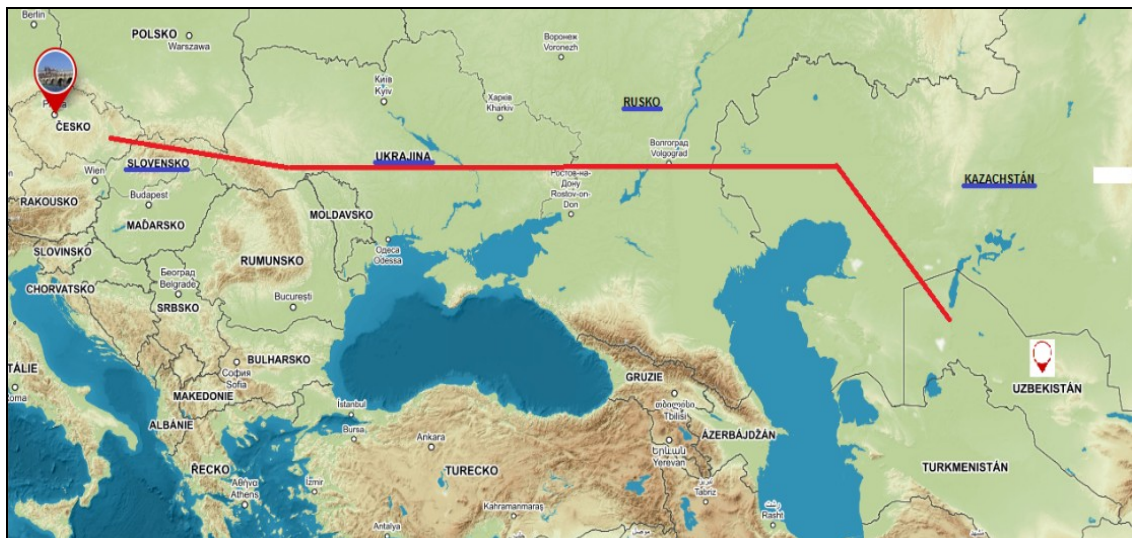 Berlin
POLSKO
Warszawa
Воронеж
Voronezh
Київ
Kyiv
Харків
Kharkiv
RUSKO
ČESKO
Волгоград
Volgograd
SLOVENSKO
UKRAJINA
Wien
Ростов-на-
Дону
Rostov-on-
Don
KAZACHSTÁN
RAKOUSKO
Budapest
MAĎARSKO
MOLDAVSKO
SLOVINSKO
Одеса
Odessa
RUMUNSKO
CHORVATSKO
Београд
Belgrade
SRBSKO
București
BULHARSKO
София
Sofia
ITÁLIE
Roma
MAKEDONIE
GRUZIE
თბილისი
Tbilisi
UZBEKISTÁN
ALBÁNIE
İstanbul
Bursa
Ankara
ÁZERBÁJDŽÁN
Երևան
Yerevan
ŘECKO
Αθήνα
Athens
İzmir
TURECKO
TURKMENISTÁN
Tabriz
Kahramanmaraş
Antalya
رشت
Rasht